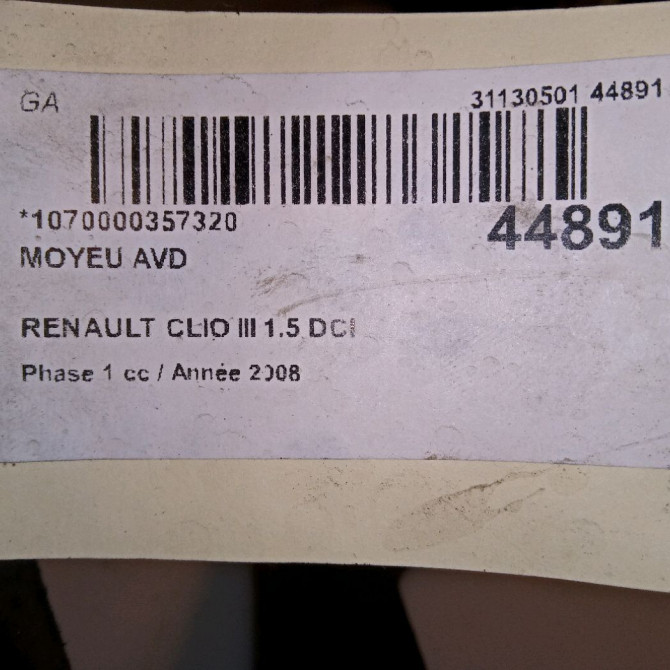 GA
31130501 44891
*1070000357320
44891
MOYEU AVD
RENAULT CLIO III 1.5 DCI
Phase 1 cc / Année 2008